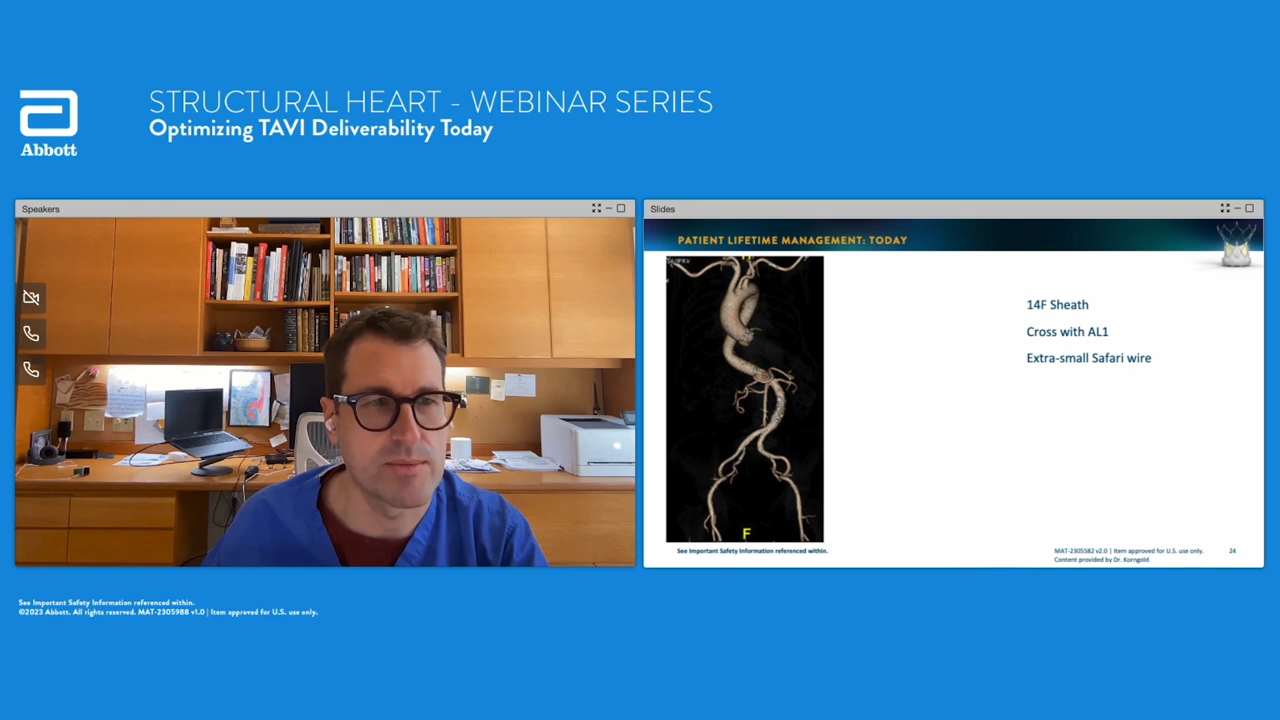 STRUCTURAL HEART - WEBINAR SERIES
Optimizing TAVI Deliverability Today
Abbott
Speakers
Slides
PATIENT LIFETIME MANAGEMENT: TODAY
14F Sheath
Cross with AL1
Extra-small Safari wire
F
See Important Safety Information referenced within.
MAT-2305582 v2.0 | Item approved for U.S. use only.
Content provided by Dr. Korngold
24
See Important Safety Information referenced within.
©2023 Abbott. All rights reserved. MAT-2305988 v1.0 | Item approved for U.S. use only.